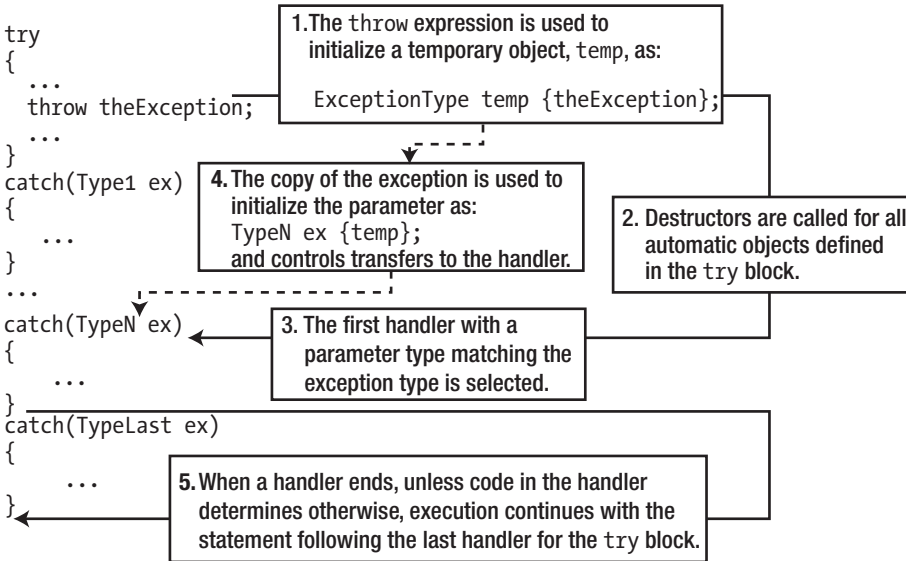 try
{
...
throw theException;
...
}
catch(Type1 ex)
{
...
}
...
catch(TypeN ex)
{
...
}
catch(TypeLast ex)
{
...
}
1.The throw expression is used to
initialize a temporary object, temp, as:
ExceptionType temp {theException};
2. Destructors are called for all
automatic objects defined
in the try block.
3. The first handler with a
parameter type matching the
exception type is selected.
4. The copy of the exception is used to
initialize the parameter as:
TypeN ex {temp};
and controls transfers to the handler.
5. When a handler ends, unless code in the handler
determines otherwise, execution continues with the
statement following the last handler for the try block.